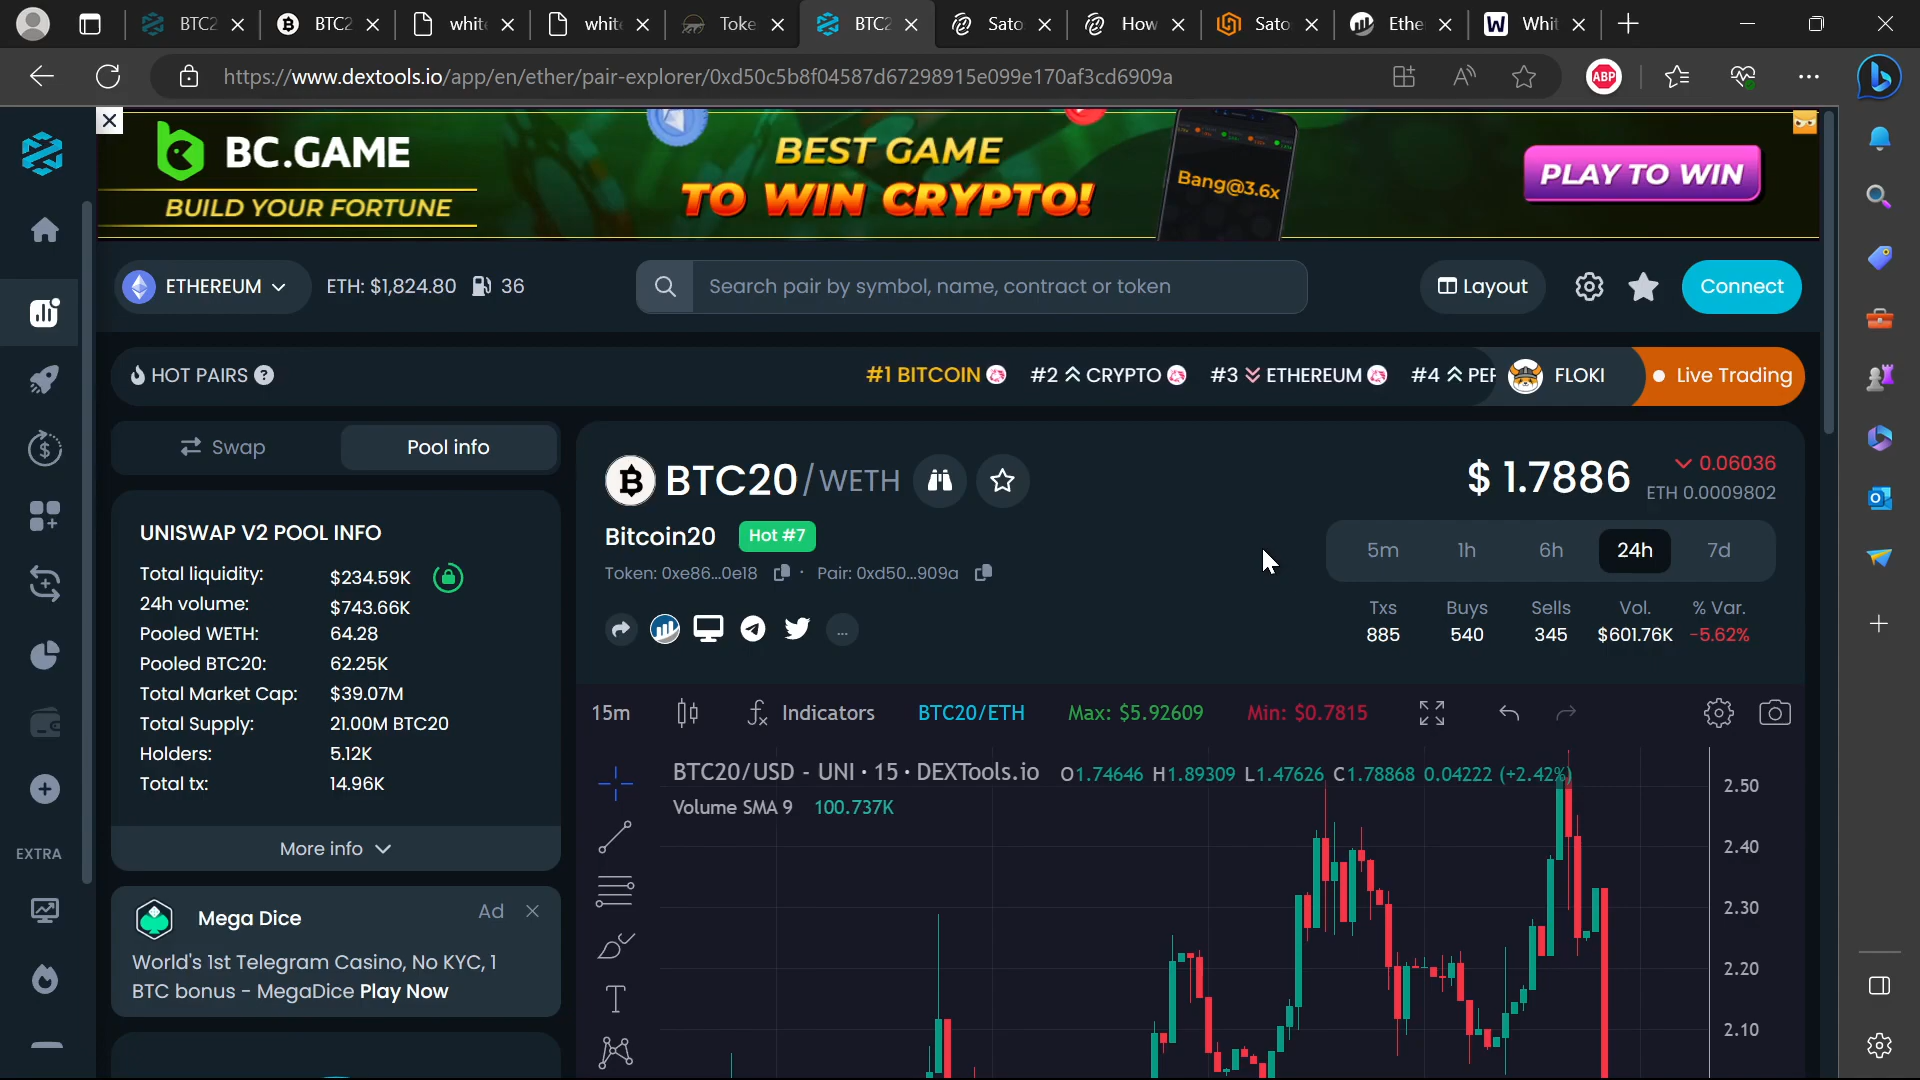 BTC2
BTC2
white
white
Toke
BTC2
Sato
How
Sato
Ethe
Whit
https://www.dextools.io/app/en/ether/pair-explorer/0xd50c5b8f04587d67298915e099e170af3cd6909a
ABP
BC.GAME
BUILD YOUR FORTUNE
BEST GAME
TO WIN CRYPTO!
Bang@3.6x
PLAY TO WIN
ETHEREUM
ETH: $1,824.80
36
Search pair by symbol, name, contract or token
Layout
Connect
HOT PAIRS ?
#1 BITCOIN #2 CRYPTO #3 ETHEREUM #4 PEP
FLOKI
Live Trading
Swap
Pool info
UNISWAP V2 POOL INFO
Total liquidity: $234.59K
24h volume: $743.66K
Pooled WETH: 64.28
Pooled BTC20: 62.25K
Total Market Cap: $39.07M
Total Supply: 21.00M BTC20
Holders: 5.12K
Total tx: 14.96K
More info
EXTRA
Mega Dice
Ad
World's 1st Telegram Casino, No KYC, 1
BTC bonus - MegaDice Play Now
BTC20/WETH
Bitcoin20
Hot #7
Token: 0xe86...0e18 · Pair: 0xd50...909a
...
$ 1.7886
0.06036
ETH 0.0009802
5m 1h 6h 24h 7d
Txs Buys Sells Vol. % Var.
885 540 345 $601.76K -5.62%
15m
Indicators
BTC20/ETH
Max: $5.92609
Min: $0.7815
BTC20/USD - UNI · 15 · DEXTools.io O1.74646 H1.89309 L1.47626 C1.78868 0.04222 (+2.42%)
Volume SMA 9 100.737K
2.50
2.40
2.30
2.20
2.10